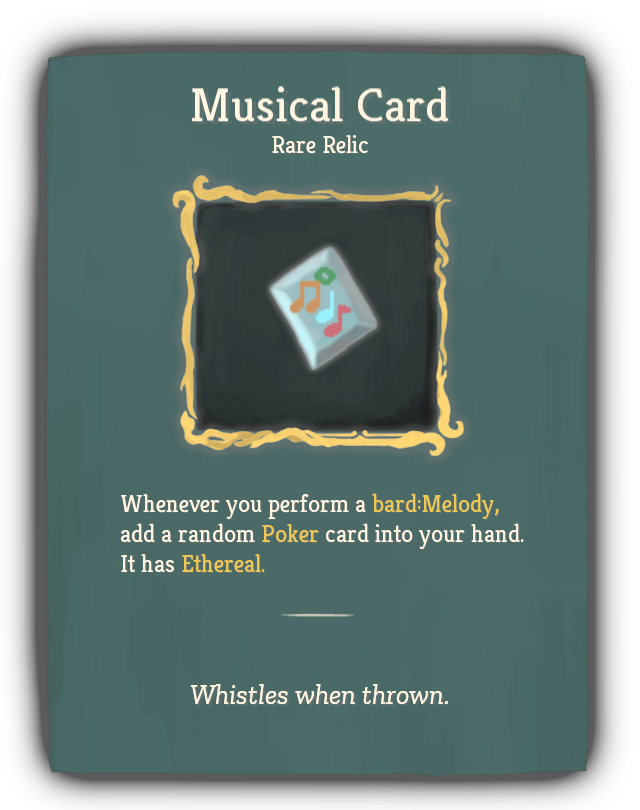 Musical Card
Rare Relic
Whenever you perform a bard:Melody,
add a random Poker card into your hand.
It has Ethereal.
Whistles when thrown.